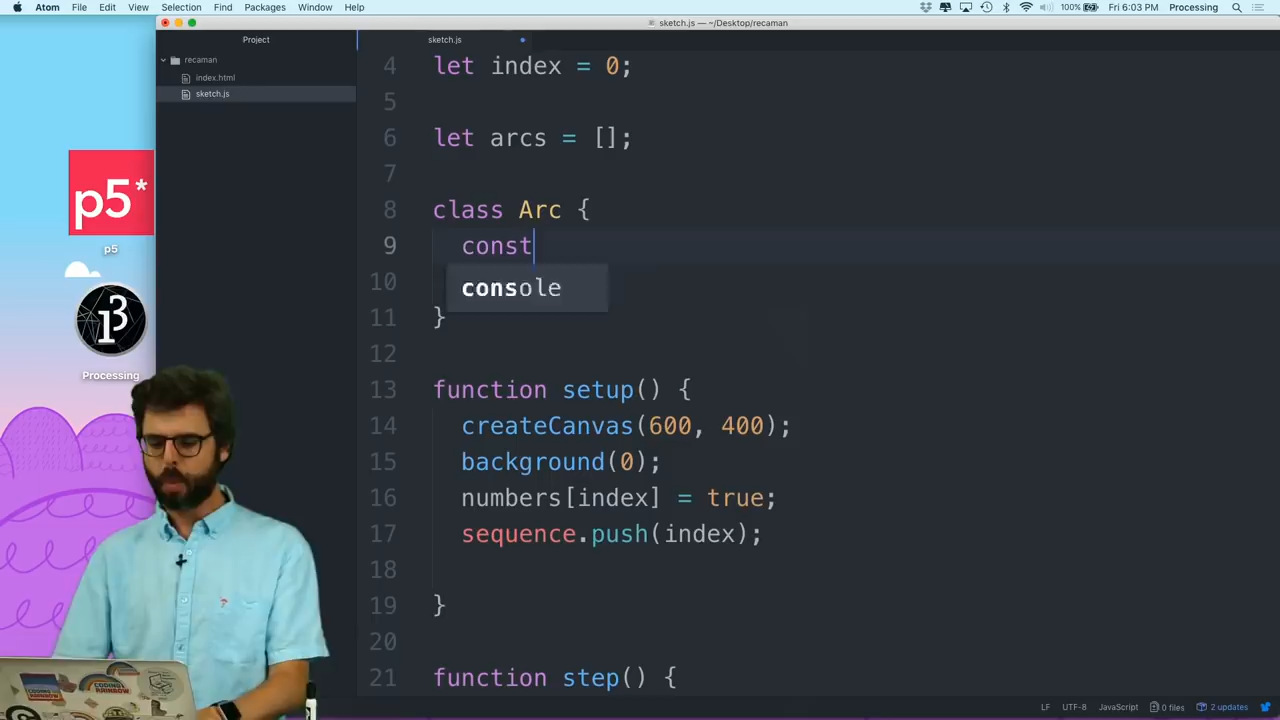 Atom File Edit View Selection Find Packages Window Help
100% Fri 6:03 PM Processing
sketch.js — ~/Desktop/recaman
Project
sketch.js
recaman
index.html
sketch.js
4 let index = 0;
5
6 let arcs = [];
7
8 class Arc {
9 const
console
10
11 }
12
13 function setup() {
14 createCanvas(600, 400);
15 background(0);
16 numbers[index] = true;
17 sequence.push(index);
18
19 }
20
21 function step() {
p5*
p5
Processing
LF UTF-8 JavaScript 0 files 2 updates